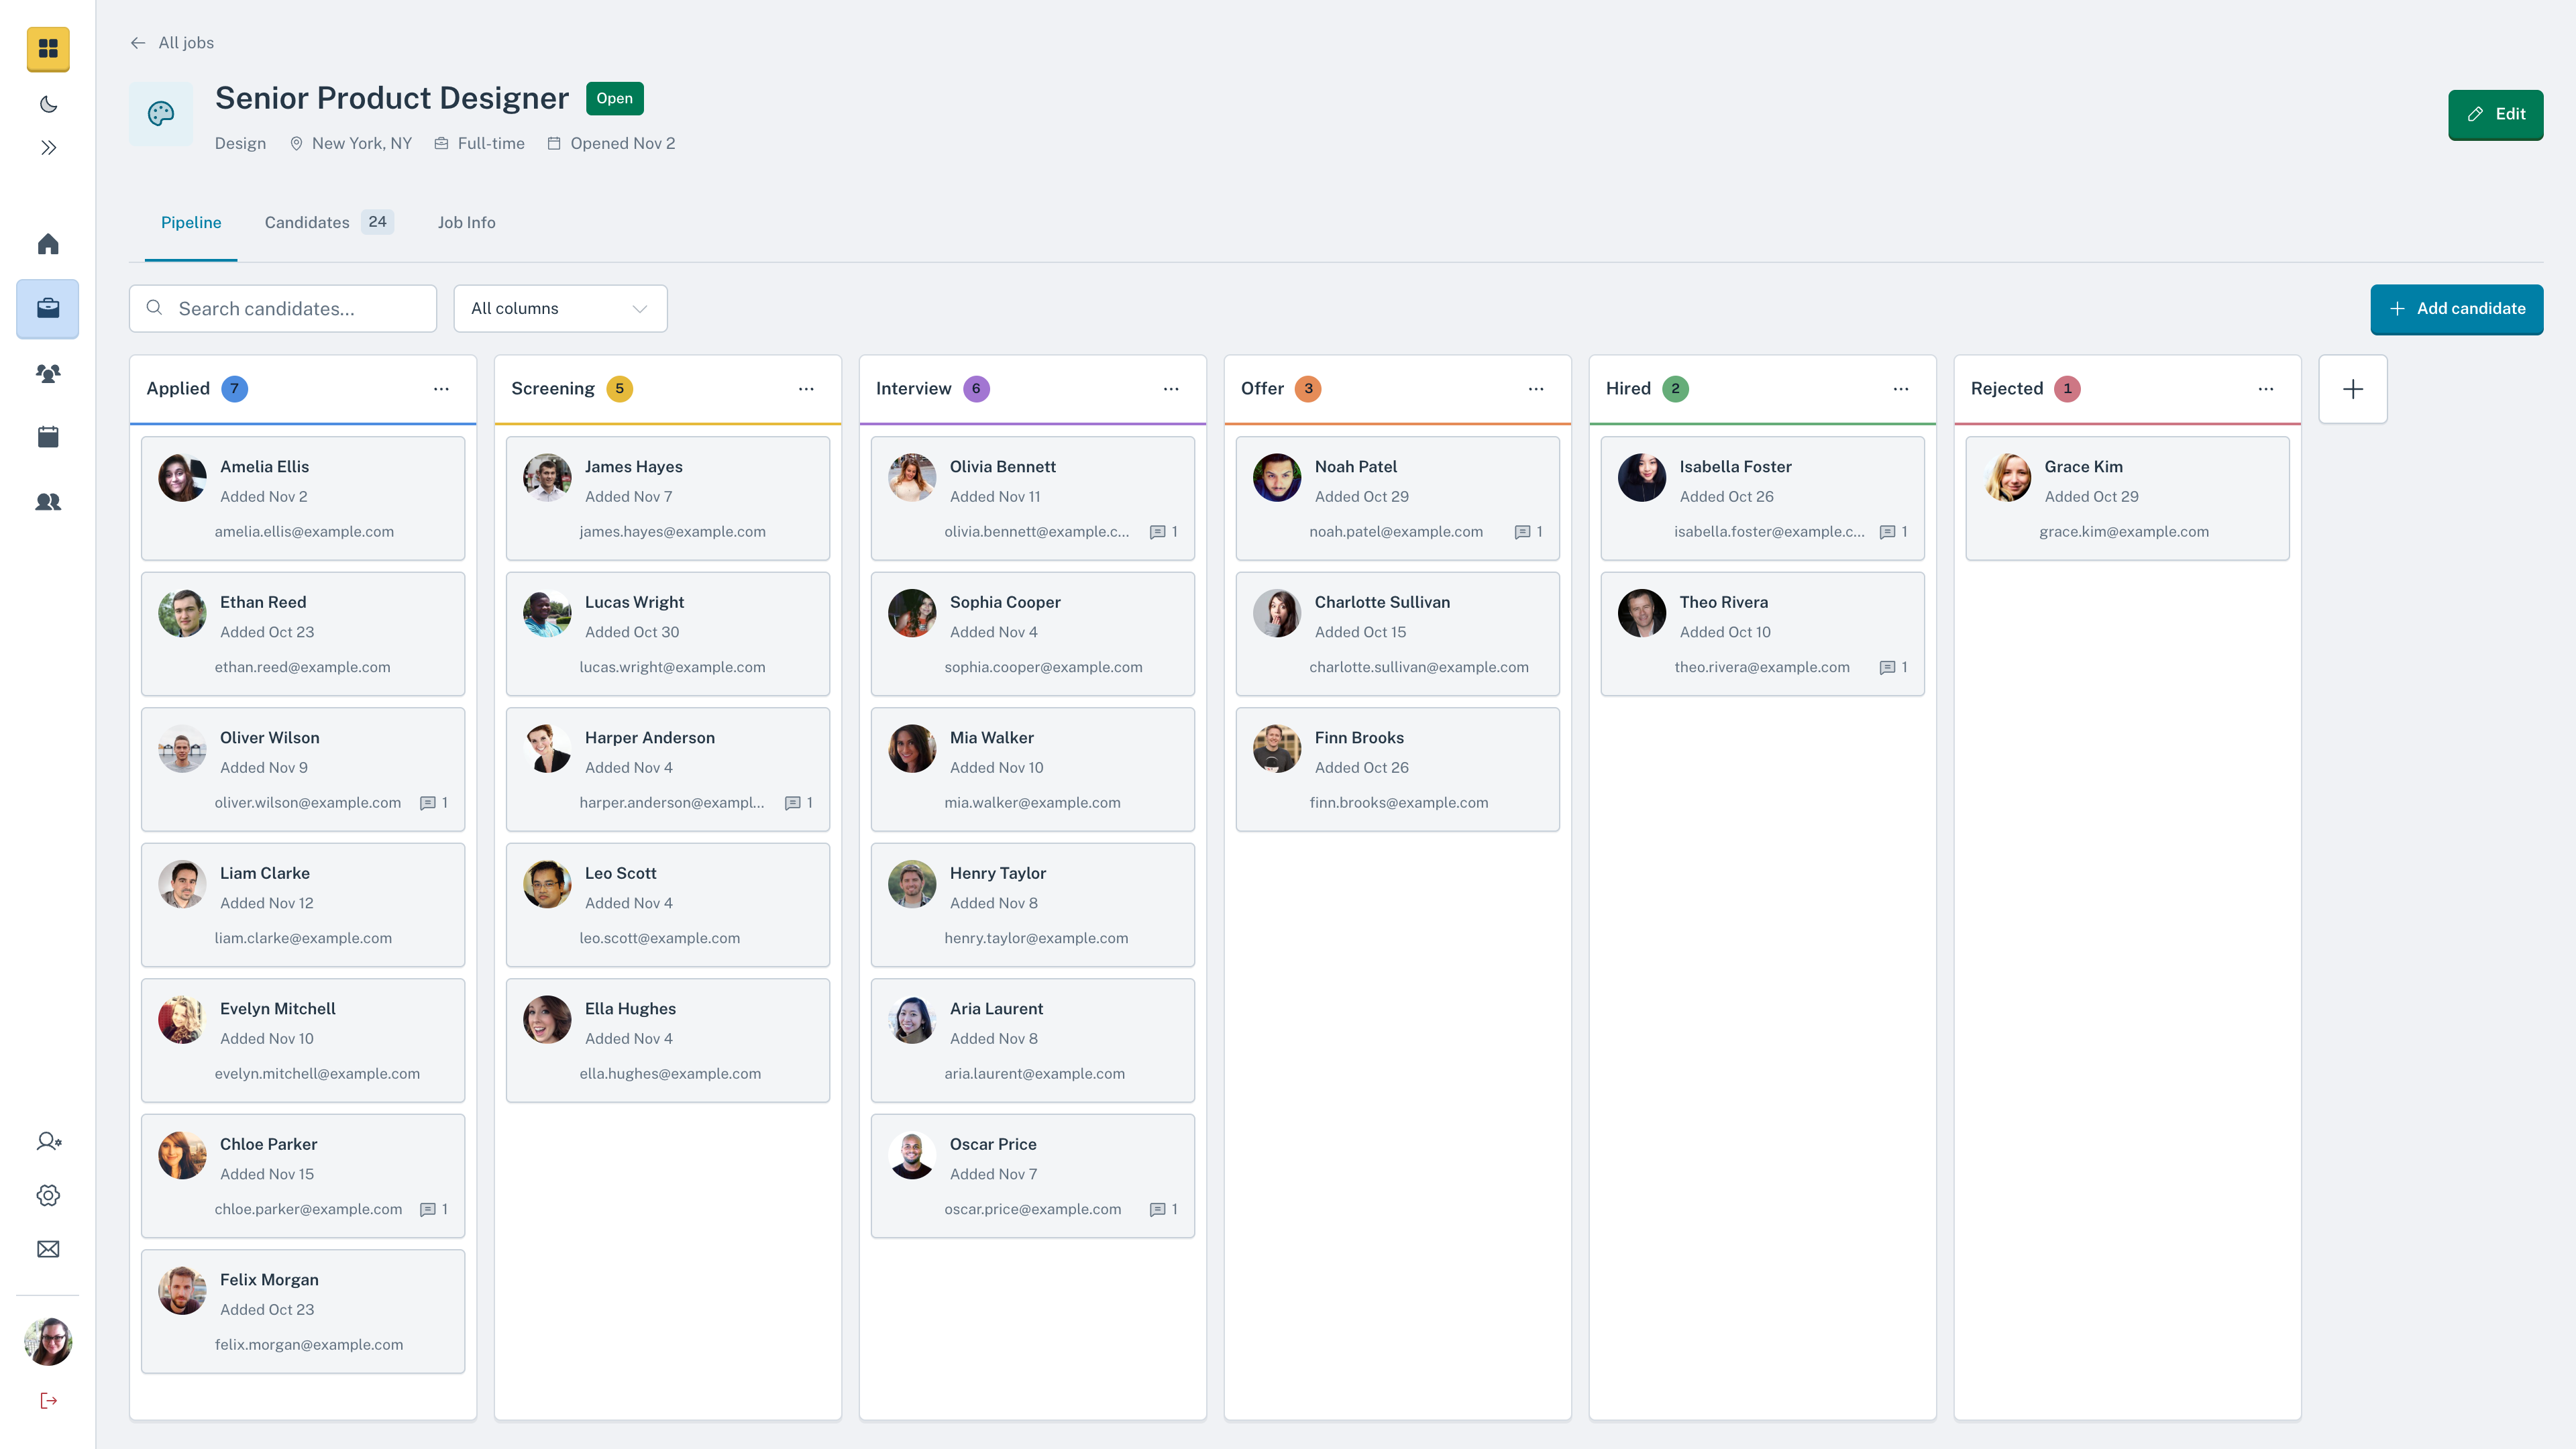 All jobs
Senior Product Designer
Open
Design
New York, NY
Full-time
Opened Nov 2
Edit
Pipeline
Candidates 24
Job Info
Search candidates...
All columns
Add candidate
Applied 7
Amelia Ellis
Added Nov 2
amelia.ellis@example.com
Ethan Reed
Added Oct 23
ethan.reed@example.com
Oliver Wilson
Added Nov 9
oliver.wilson@example.com 1
Liam Clarke
Added Nov 12
liam.clarke@example.com
Evelyn Mitchell
Added Nov 10
evelyn.mitchell@example.com
Chloe Parker
Added Nov 15
chloe.parker@example.com 1
Felix Morgan
Added Oct 23
felix.morgan@example.com
Screening 5
James Hayes
Added Nov 7
james.hayes@example.com
Lucas Wright
Added Oct 30
lucas.wright@example.com
Harper Anderson
Added Nov 4
harper.anderson@exampl... 1
Leo Scott
Added Nov 4
leo.scott@example.com
Ella Hughes
Added Nov 4
ella.hughes@example.com
Interview 6
Olivia Bennett
Added Nov 11
olivia.bennett@example.c... 1
Sophia Cooper
Added Nov 4
sophia.cooper@example.com
Mia Walker
Added Nov 10
mia.walker@example.com
Henry Taylor
Added Nov 8
henry.taylor@example.com
Aria Laurent
Added Nov 8
aria.laurent@example.com
Oscar Price
Added Nov 7
oscar.price@example.com 1
Offer 3
Noah Patel
Added Oct 29
noah.patel@example.com 1
Charlotte Sullivan
Added Oct 15
charlotte.sullivan@example.com
Finn Brooks
Added Oct 26
finn.brooks@example.com
Hired 2
Isabella Foster
Added Oct 26
isabella.foster@example.c... 1
Theo Rivera
Added Oct 10
theo.rivera@example.com 1
Rejected 1
Grace Kim
Added Oct 29
grace.kim@example.com